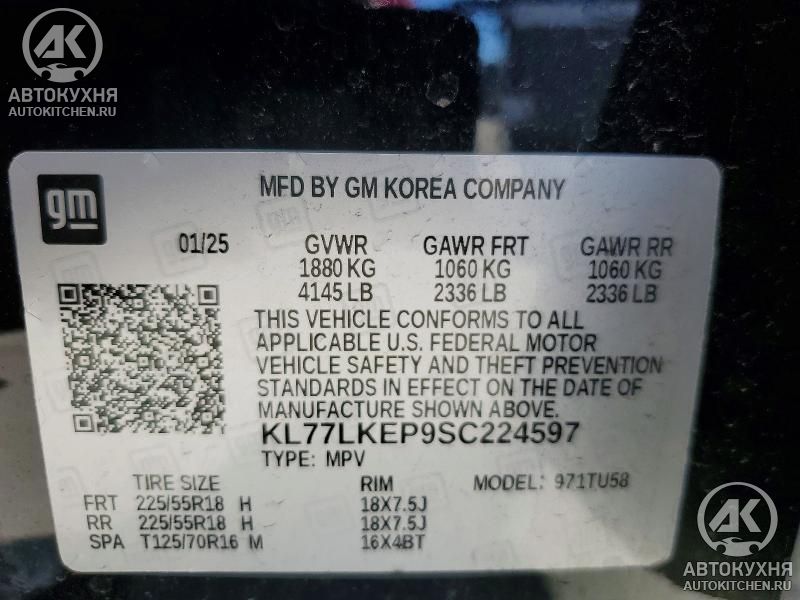 AK
АВТОКУХНЯ
AUTOKITCHEN.RU
gm
MFD BY GM KOREA COMPANY
01/25 GVWR GAWR FRT GAWR RR
1880 KG 1060 KG 1060 KG
4145 LB 2336 LB 2336 LB
THIS VEHICLE CONFORMS TO ALL
APPLICABLE U.S. FEDERAL MOTOR
VEHICLE SAFETY AND THEFT PREVENTION
STANDARDS IN EFFECT ON THE DATE OF
MANUFACTURE SHOWN ABOVE.
KL77LKEP9SC224597
TYPE: MPV
TIRE SIZE RIM MODEL: 971TU58
FRT 225/55R18 H 18X7.5J
RR 225/55R18 H 18X7.5J
SPA T125/70R16 M 16X4BT
AK
АВТОКУХНЯ
AUTOKITCHEN.RU